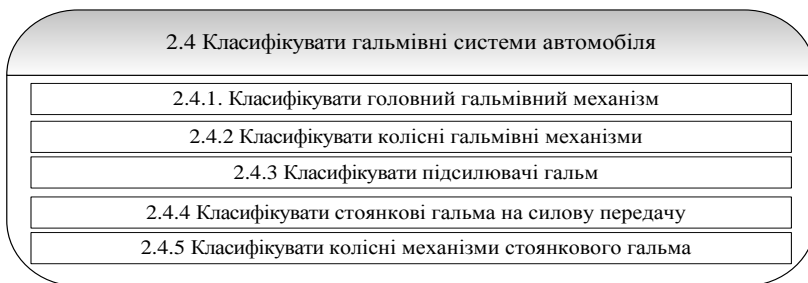 2.4 Класифікувати гальмівні системи автомобіля
2.4.1. Класифікувати головний гальмівний механізм
2.4.2 Класифікувати колісні гальмівні механізми
2.4.3 Класифікувати підсилювачі гальм
2.4.4 Класифікувати стоянкові гальма на силову передачу
2.4.5 Класифікувати колісні механізми стоянкового гальма